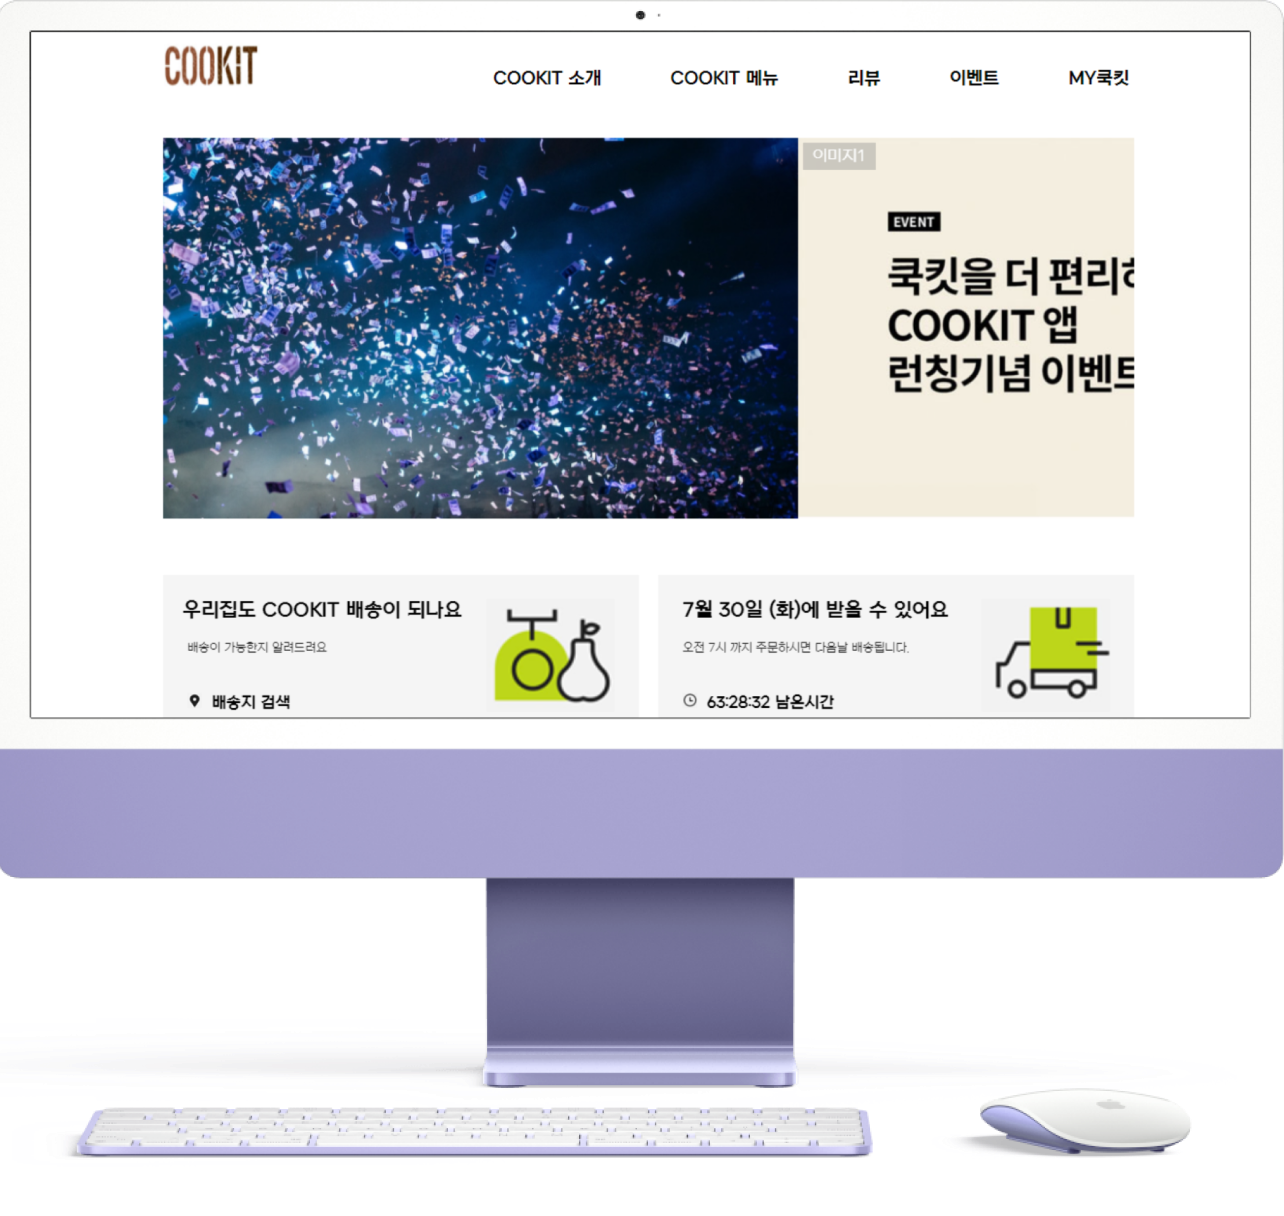 COOKIT
COOKIT 소개
COOKIT 메뉴
리뷰
이벤트
MY쿡킷
이미지1
EVENT
쿡킷을 더 편리하
COOKIT 앱
런칭기념 이벤트
우리집도 COOKIT 배송이 되나요
배송이 가능한지 알려드려요
배송지 검색
7월 30일 (화)에 받을 수 있어요
오전 7시 까지 주문하시면 다음날 배송됩니다.
63:28:32 남은시간